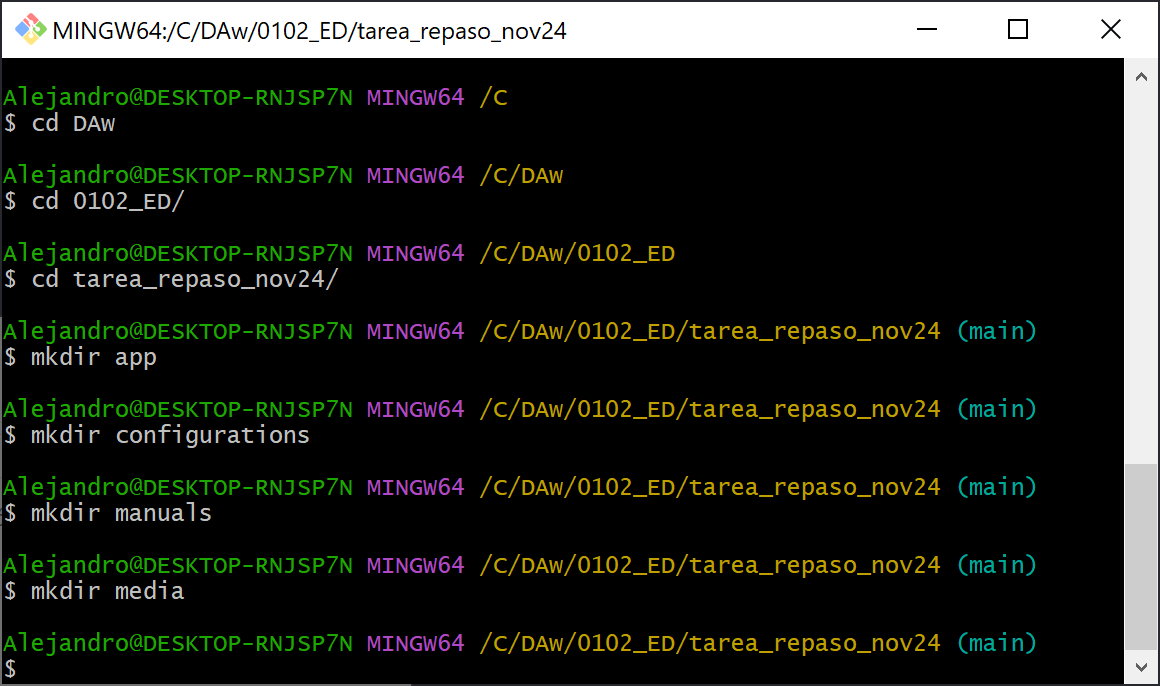 MINGW64:/C/DAw/0102_ED/tarea_repaso_nov24
Alejandro@DESKTOP-RNJSP7N MINGW64 /C
$ cd DAw
Alejandro@DESKTOP-RNJSP7N MINGW64 /C/DAw
$ cd 0102_ED/
Alejandro@DESKTOP-RNJSP7N MINGW64 /C/DAw/0102_ED
$ cd tarea_repaso_nov24/
Alejandro@DESKTOP-RNJSP7N MINGW64 /C/DAw/0102_ED/tarea_repaso_nov24 (main)
$ mkdir app
Alejandro@DESKTOP-RNJSP7N MINGW64 /C/DAw/0102_ED/tarea_repaso_nov24 (main)
$ mkdir configurations
Alejandro@DESKTOP-RNJSP7N MINGW64 /C/DAw/0102_ED/tarea_repaso_nov24 (main)
$ mkdir manuals
Alejandro@DESKTOP-RNJSP7N MINGW64 /C/DAw/0102_ED/tarea_repaso_nov24 (main)
$ mkdir media
Alejandro@DESKTOP-RNJSP7N MINGW64 /C/DAw/0102_ED/tarea_repaso_nov24 (main)
$